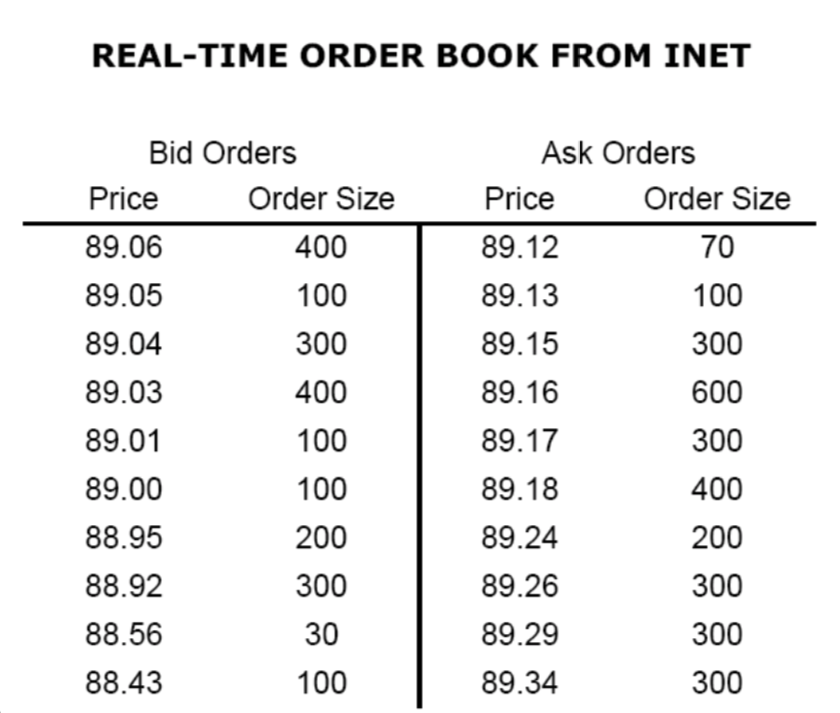 REAL-TIME ORDER BOOK FROM INET
Bid Orders Ask Orders
Price Order Size Price Order Size
89.06 400 89.12 70
89.05 100 89.13 100
89.04 300 89.15 300
89.03 400 89.16 600
89.01 100 89.17 300
89.00 100 89.18 400
88.95 200 89.24 200
88.92 300 89.26 300
88.56 30 89.29 300
88.43 100 89.34 300